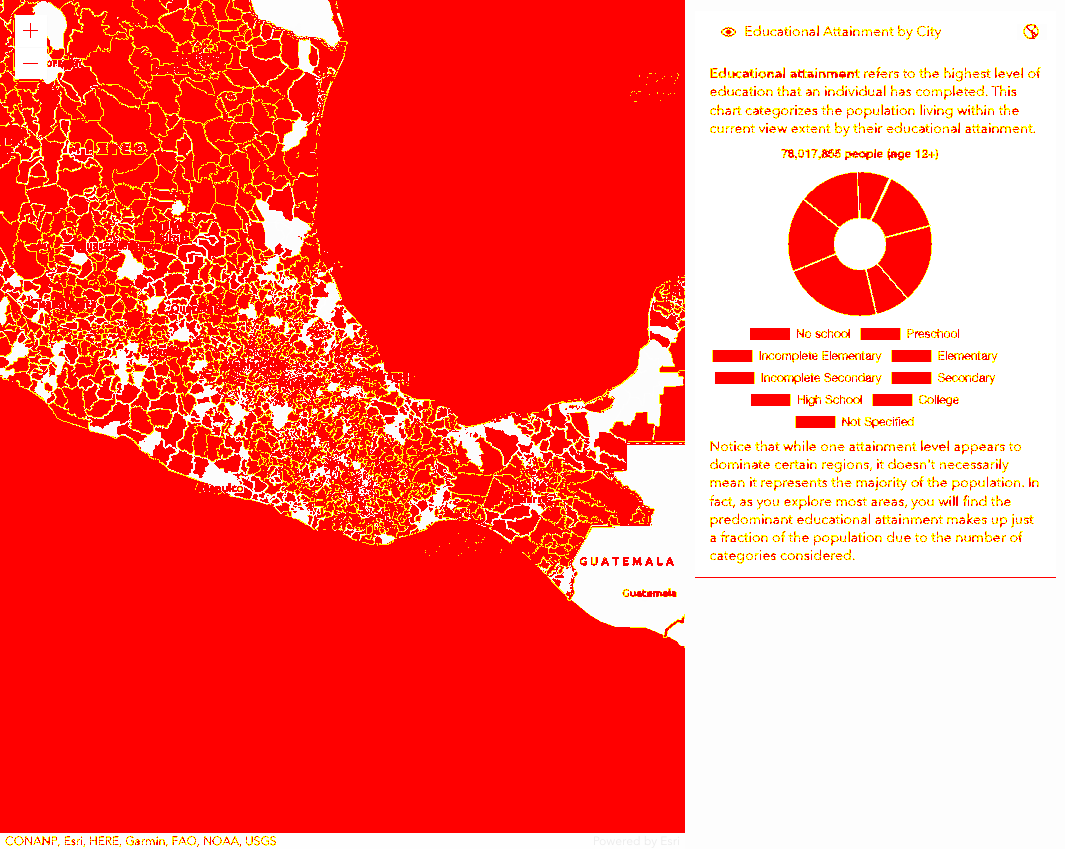 Educational Attainment by City
Educational attainment refers to the highest level of
education that an individual has completed. This
chart categorizes the population living within the
current view extent by their educational attainment.
78,017,855 people (age 12+)
No school
Preschool
Incomplete Elementary
Elementary
Incomplete Secondary
Secondary
High School
College
Not Specified
Notice that while one attainment level appears to
dominate certain regions, it doesn't necessarily
mean it represents the majority of the population. In
fact, as you explore most areas, you will find the
predominant educational attainment makes up just
a fraction of the population due to the number of
categories considered.
GUATEMALA
Guatemala
CONANP, Esri, HERE, Garmin, FAO, NOAA, USGS
Powered by Esri